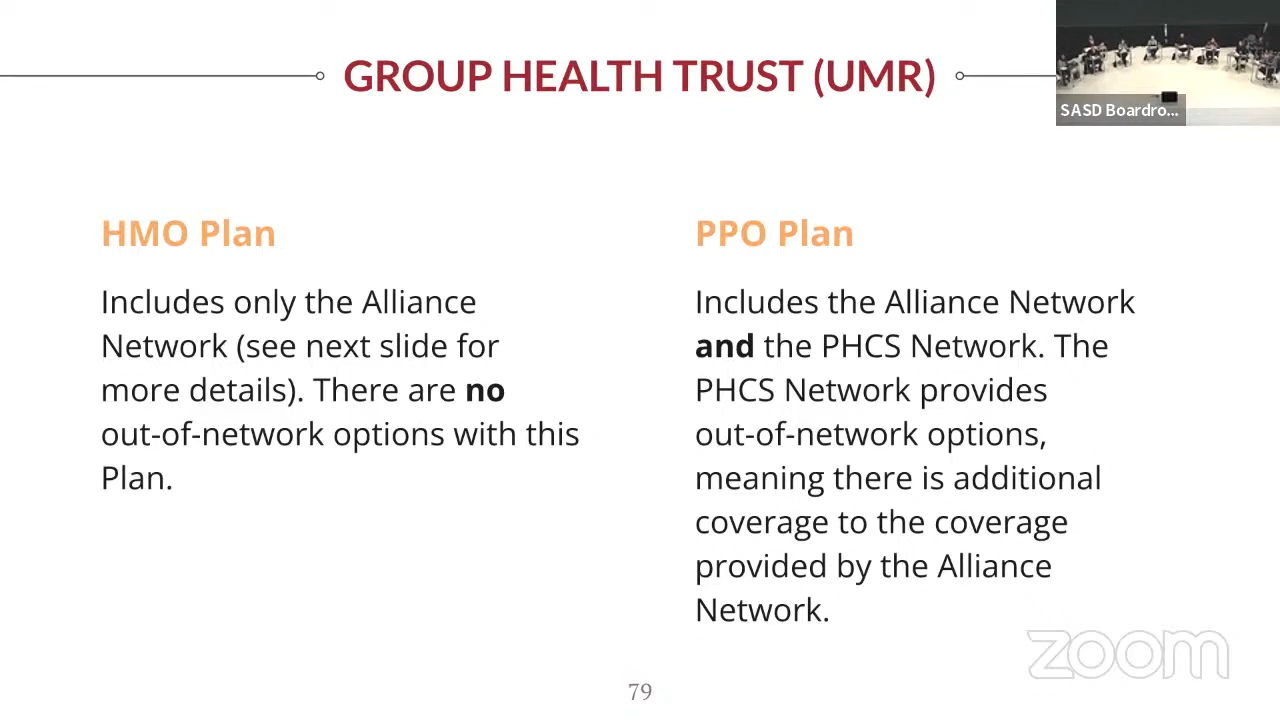 GROUP HEALTH TRUST (UMR)
SASD Boardro...
HMO Plan
Includes only the Alliance
Network (see next slide for
more details). There are no
out-of-network options with this
Plan.
PPO Plan
Includes the Alliance Network
and the PHCS Network. The
PHCS Network provides
out-of-network options,
meaning there is additional
coverage to the coverage
provided by the Alliance
Network.
zoom
79